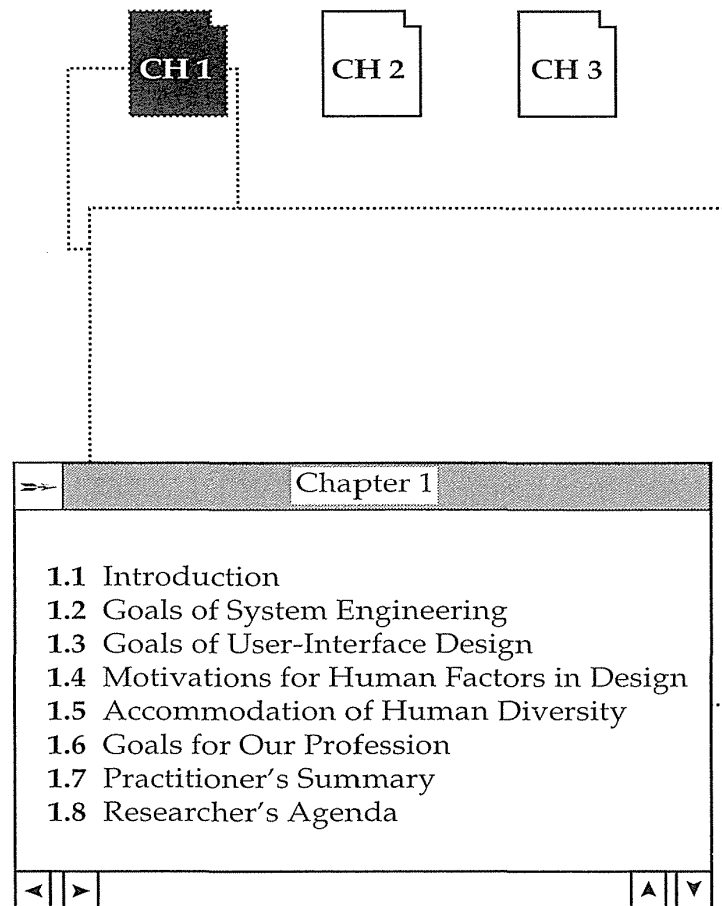 CH 1 CH 2 CH 3
Chapter 1
1.1 Introduction
1.2 Goals of System Engineering
1.3 Goals of User-Interface Design
1.4 Motivations for Human Factors in Design
1.5 Accommodation of Human Diversity
1.6 Goals for Our Profession
1.7 Practitioner's Summary
1.8 Researcher's Agenda